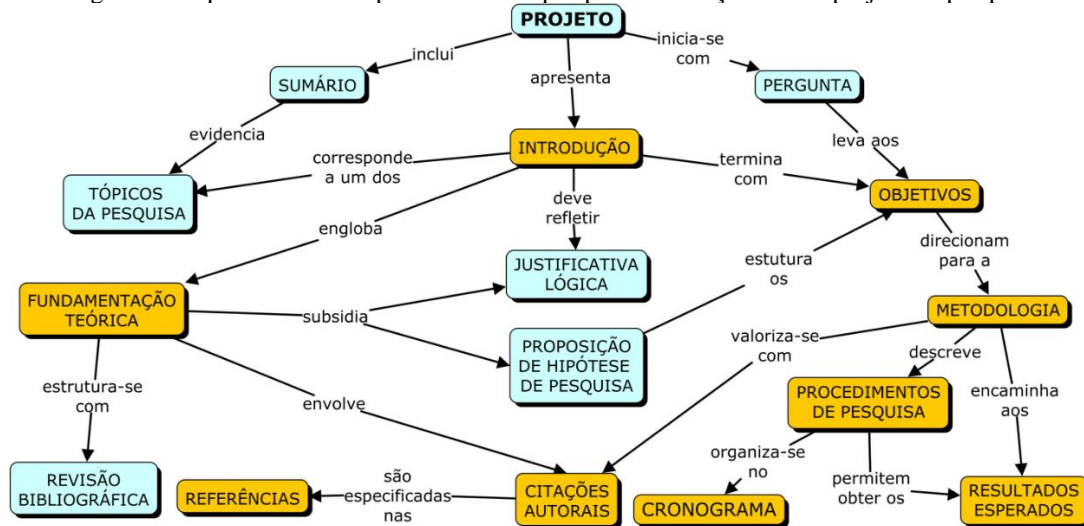 PROJETO
inclui
inicia-se
com
apresenta
SUMÁRIO
PERGUNTA
evidencia
leva aos
INTRODUÇÃO
corresponde
a um dos
termina
com
TÓPICOS
DA PESQUISA
OBJETIVOS
deve
refletir
engloba
direcionam
para a
estutura
os
JUSTIFICATIVA
LÓGICA
FUNDAMENTAÇÃO
TEÓRICA
METODOLOGIA
subsidia
valoriza-se
com
PROPOSIÇÃO
DE HIPÓTESE
DE PESQUISA
descreve
estrutura-se
com
envolve
PROCEDIMENTOS
DE PESQUISA
encaminha
aos
organiza-se
no
REVISÃO
BIBLIOGRÁFICA
são
especificadas
nas
permitem
obter os
REFERÊNCIAS
CITAÇÕES
AUTORAIS
CRONOGRAMA
RESULTADOS
ESPERADOS